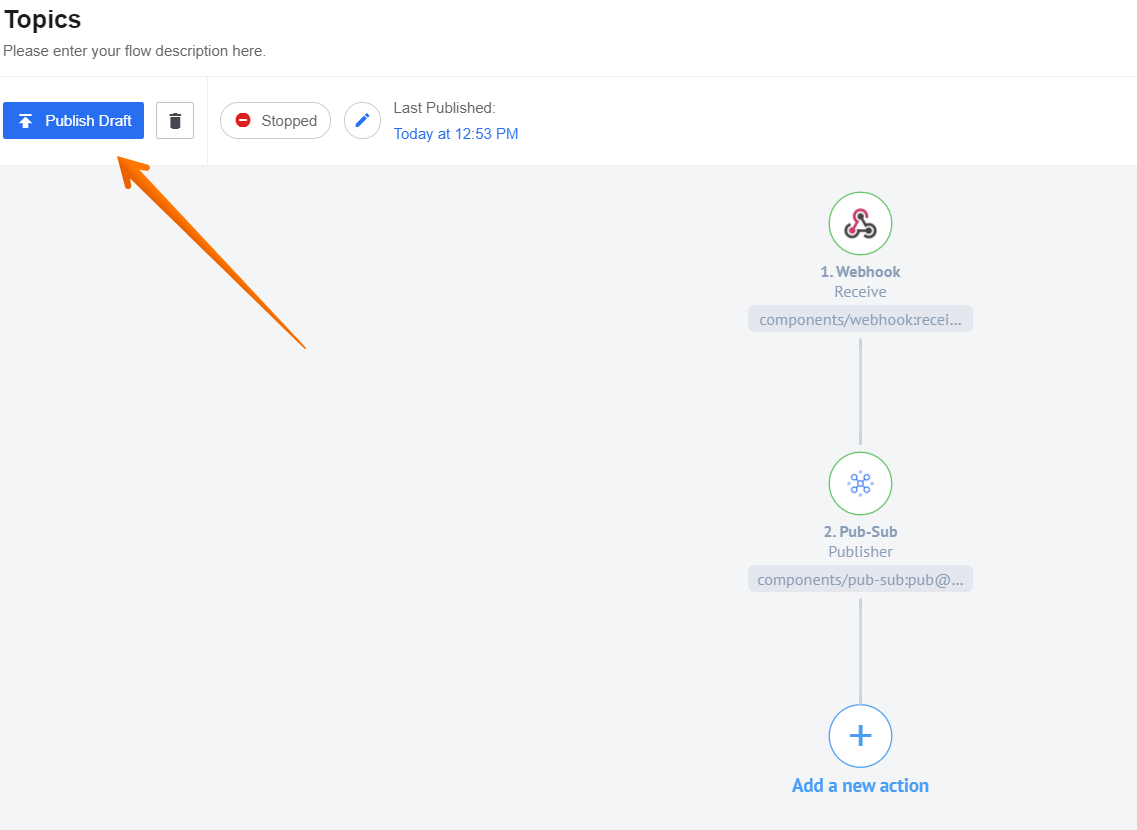 Topics
Please enter your flow description here.
Publish Draft
Stopped
Last Published:
Today at 12:53 PM
1. Webhook
Receive
components/webhook:recei...
2. Pub-Sub
Publisher
components/pub-sub:pub@...
Add a new action